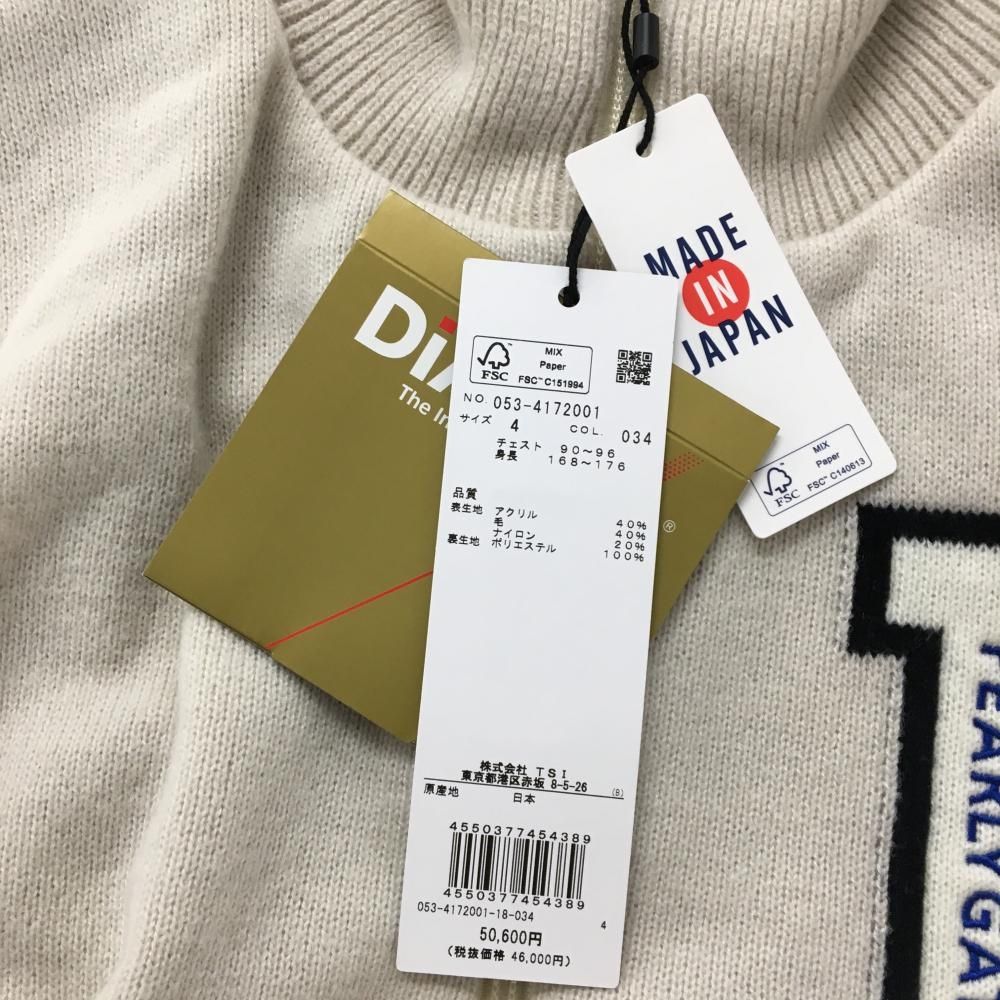 MADE
IN
JAPAN
MIX
Paper
FSC™ C140613
FSC
The
®
MIX
Paper
FSC™ C151994
FSC
NO. 053-4172001
サイズ 4 COL. 034
チェスト 90～96
身長 168～176
品質
表生地 アクリル 40%
毛 40%
ナイロン 20%
裏生地 ポリエステル 100%
株式会社 TSI
東京都港区赤坂 8-5-26 (B)
原産地 日本
4550377454389
4550377454389
053-4172001-18-034 4
50,600円
(税抜価格 46,000円)